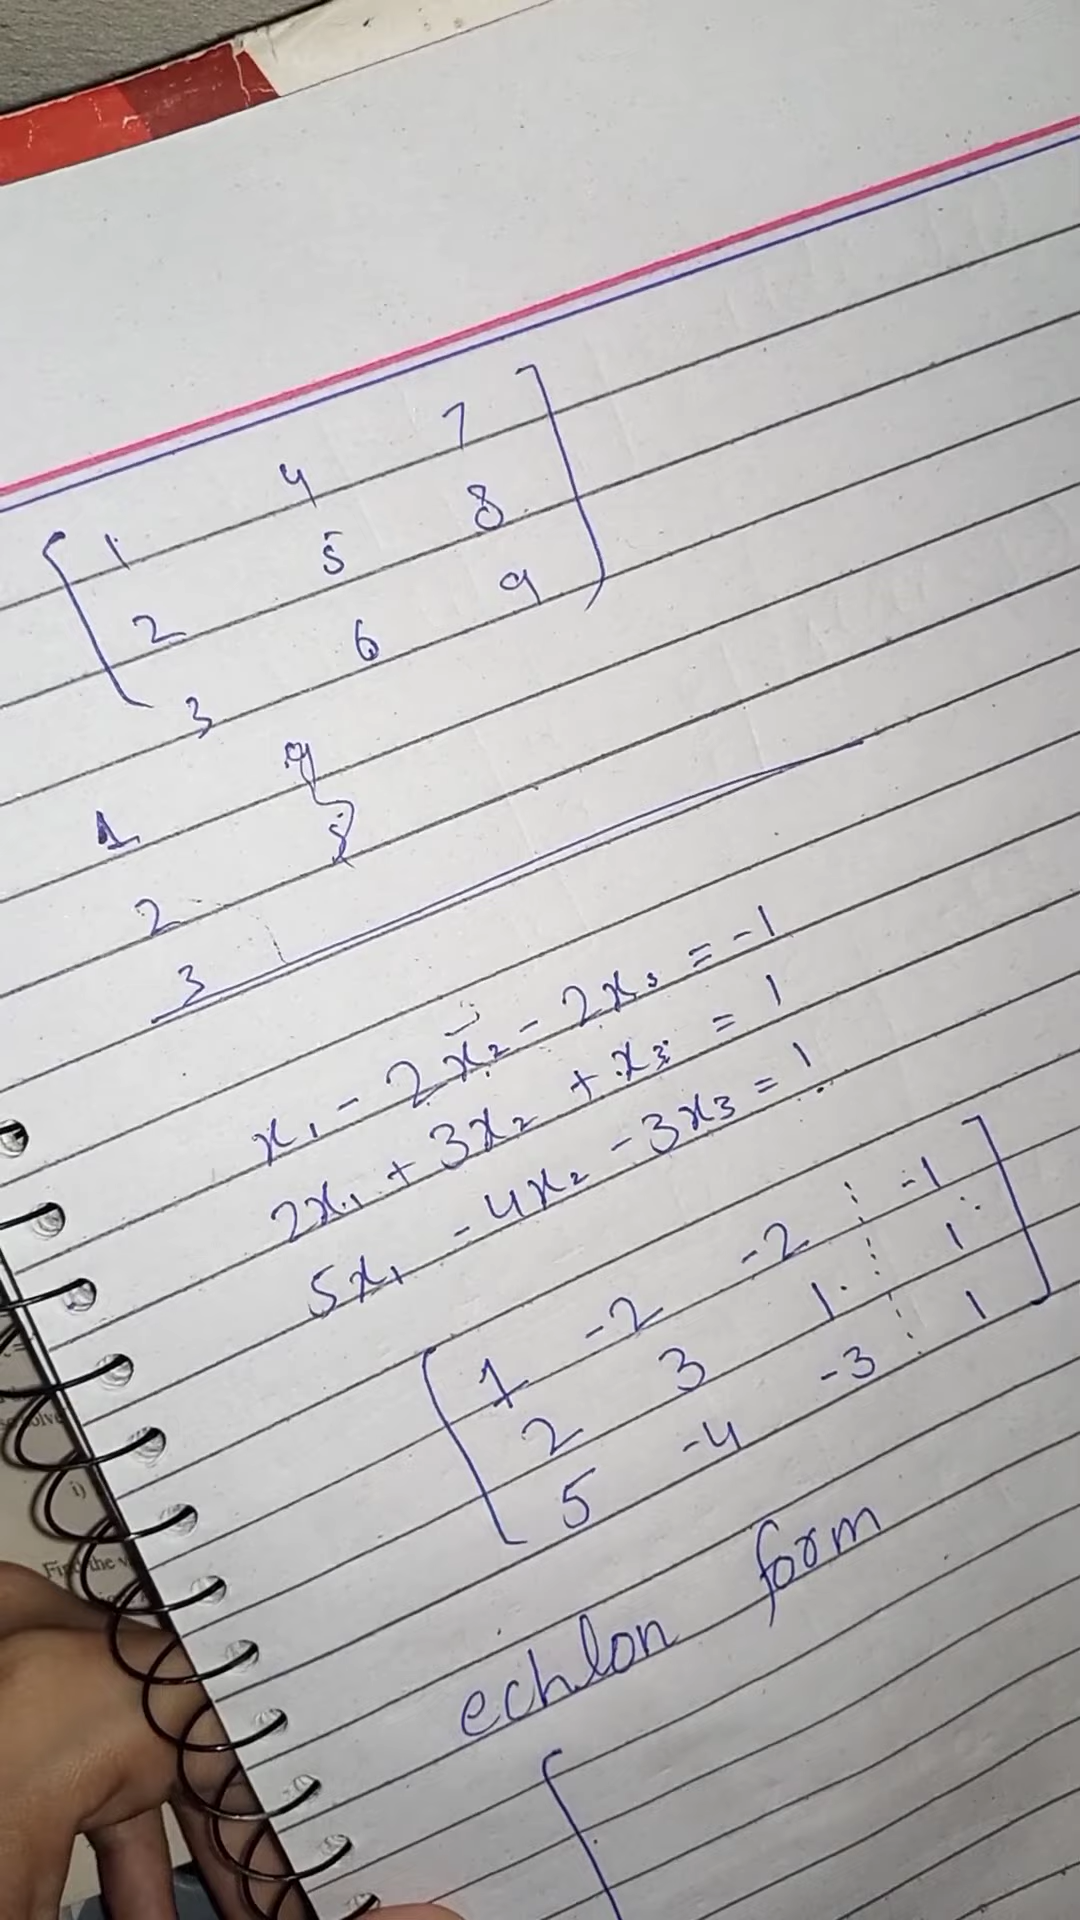 1 4 7
2 5 8
3 6 9
1
2
3
x₁ - 2x₂ - 2x₃ = -1
2x₁ + 3x₂ + x₃ = 1
5x₁ - 4x₂ - 3x₃ = 1
1 -2 -2 ⋮ -1
2 3 1 ⋮ 1
5 -4 -3 ⋮ 1
echlon form
i)